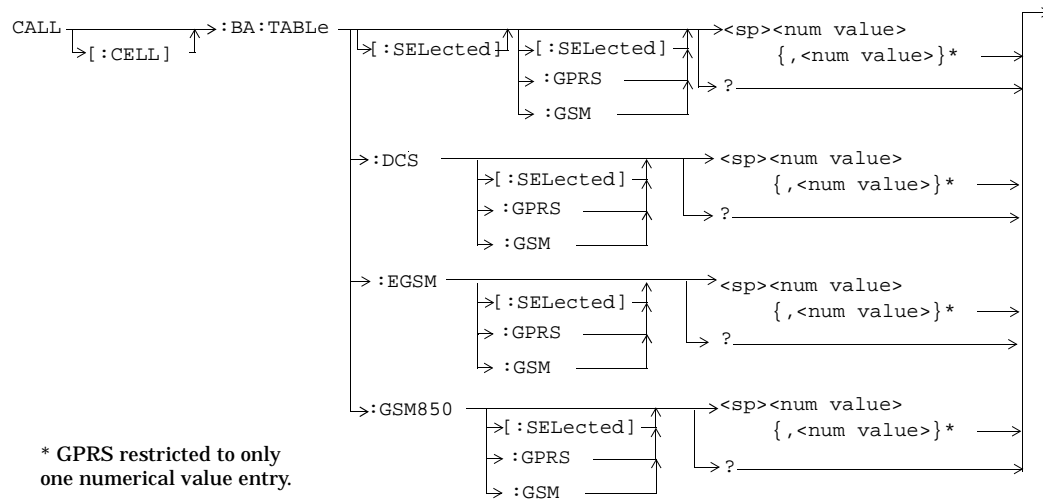 CALL
[:CELL]
:BA:TABLe
[:SELected]
[:SELected]
:GPRS
:GSM
<sp><num value>
{,<num value>}*
?
:DCS
[:SELected]
:GPRS
:GSM
<sp><num value>
{,<num value>}*
?
:EGSM
[:SELected]
:GPRS
:GSM
<sp><num value>
{,<num value>}*
?
:GSM850
[:SELected]
:GPRS
:GSM
<sp><num value>
{,<num value>}*
?
* GPRS restricted to only
one numerical value entry.